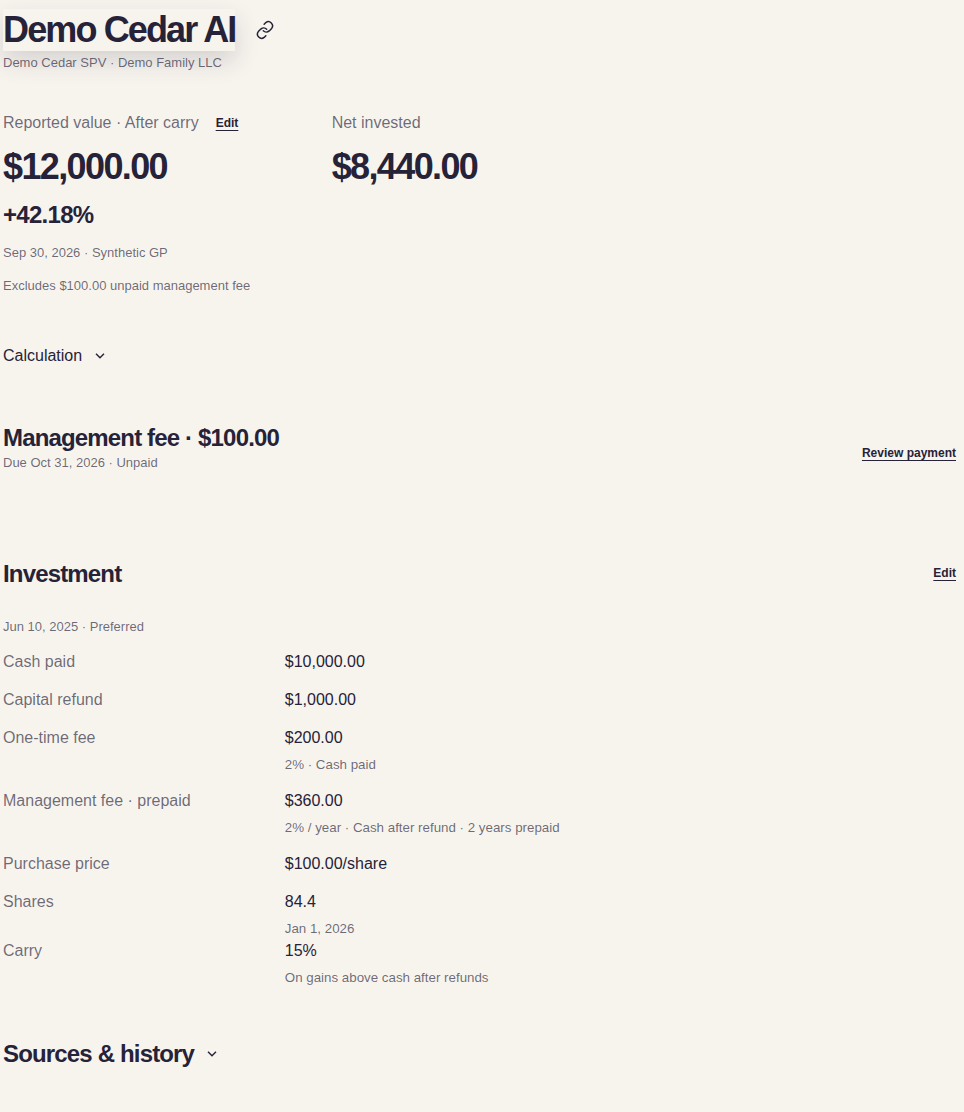 Demo Cedar AI
Demo Cedar SPV · Demo Family LLC
Reported value · After carry Edit
$12,000.00
+42.18%
Sep 30, 2026 · Synthetic GP
Excludes $100.00 unpaid management fee
Net invested
$8,440.00
Calculation
Management fee · $100.00
Due Oct 31, 2026 · Unpaid
Review payment
Investment
Edit
Jun 10, 2025 · Preferred
Cash paid $10,000.00
Capital refund $1,000.00
One-time fee $200.00
2% · Cash paid
Management fee · prepaid $360.00
2% / year · Cash after refund · 2 years prepaid
Purchase price $100.00/share
Shares 84.4
Jan 1, 2026
Carry 15%
On gains above cash after refunds
Sources & history